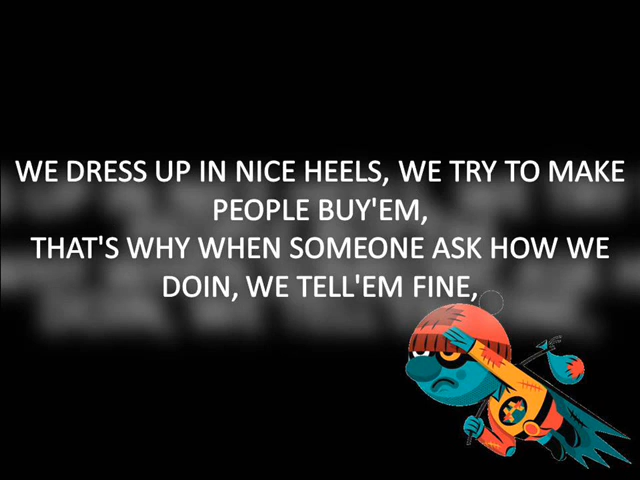 WE DRESS UP IN NICE HEELS, WE TRY TO MAKE
PEOPLE BUY'EM,
THAT'S WHY WHEN SOMEONE ASK HOW WE
DOIN, WE TELL'EM FINE,